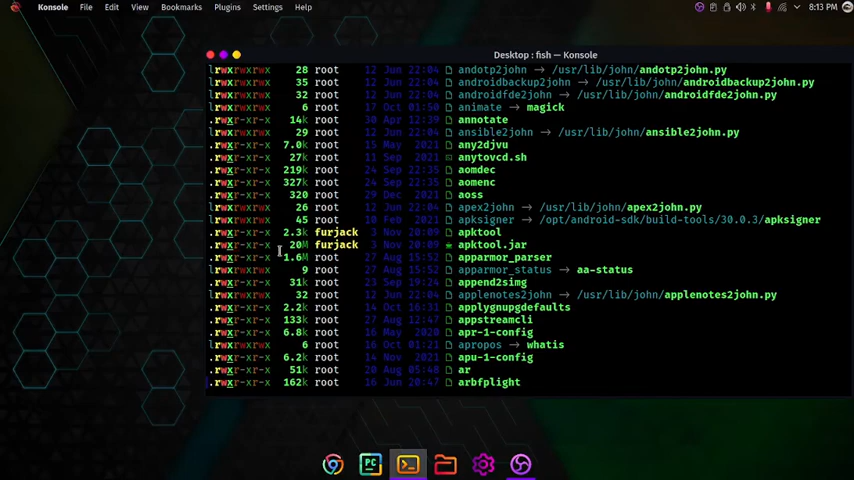 Konsole File Edit View Bookmarks Plugins Settings Help 8:13 PM
Desktop : fish — Konsole
lrwxrwxrwx 28 root 12 Jun 22:04 andotp2john → /usr/lib/john/andotp2john.py
lrwxrwxrwx 35 root 12 Jun 22:04 androidbackup2john → /usr/lib/john/androidbackup2john.py
lrwxrwxrwx 32 root 12 Jun 22:04 androidfde2john → /usr/lib/john/androidfde2john.py
lrwxrwxrwx 6 root 17 Oct 01:50 animate → magick
.rwxr-xr-x 14k root 30 Apr 12:39 annotate
lrwxrwxrwx 29 root 12 Jun 22:04 ansible2john → /usr/lib/john/ansible2john.py
.rwxr-xr-x 7.0k root 15 May 2021 any2djvu
.rwxr-xr-x 27k root 11 Sep 2021 anytovcd.sh
.rwxr-xr-x 219k root 24 Sep 22:35 aomdec
.rwxr-xr-x 327k root 24 Sep 22:35 aomenc
.rwxr-xr-x 320 root 29 Dec 2021 aoss
lrwxrwxrwx 26 root 12 Jun 22:04 apex2john → /usr/lib/john/apex2john.py
lrwxrwxrwx 45 root 10 Feb 2021 apksigner → /opt/android-sdk/build-tools/30.0.3/apksigner
.rwxr-xr-x 2.3k furjack 3 Nov 20:09 apktool
.rwxr-xr-x 20M furjack 3 Nov 20:09 apktool.jar
.rwxr-xr-x 1.6M root 27 Aug 15:52 apparmor_parser
lrwxrwxrwx 9 root 27 Aug 15:52 apparmor_status → aa-status
.rwxr-xr-x 31k root 23 Sep 19:24 append2simg
lrwxrwxrwx 32 root 12 Jun 22:04 applenotes2john → /usr/lib/john/applenotes2john.py
.rwxr-xr-x 2.2k root 14 Oct 16:31 applygnupgdefaults
.rwxr-xr-x 133k root 27 Aug 12:47 appstreamcli
.rwxr-xr-x 6.8k root 16 May 2020 apr-1-config
lrwxrwxrwx 6 root 16 Oct 01:21 apropos → whatis
.rwxr-xr-x 6.2k root 14 Nov 2021 apu-1-config
.rwxr-xr-x 51k root 20 Aug 05:48 ar
.rwxr-xr-x 162k root 16 Jun 20:47 arbfplight
PC